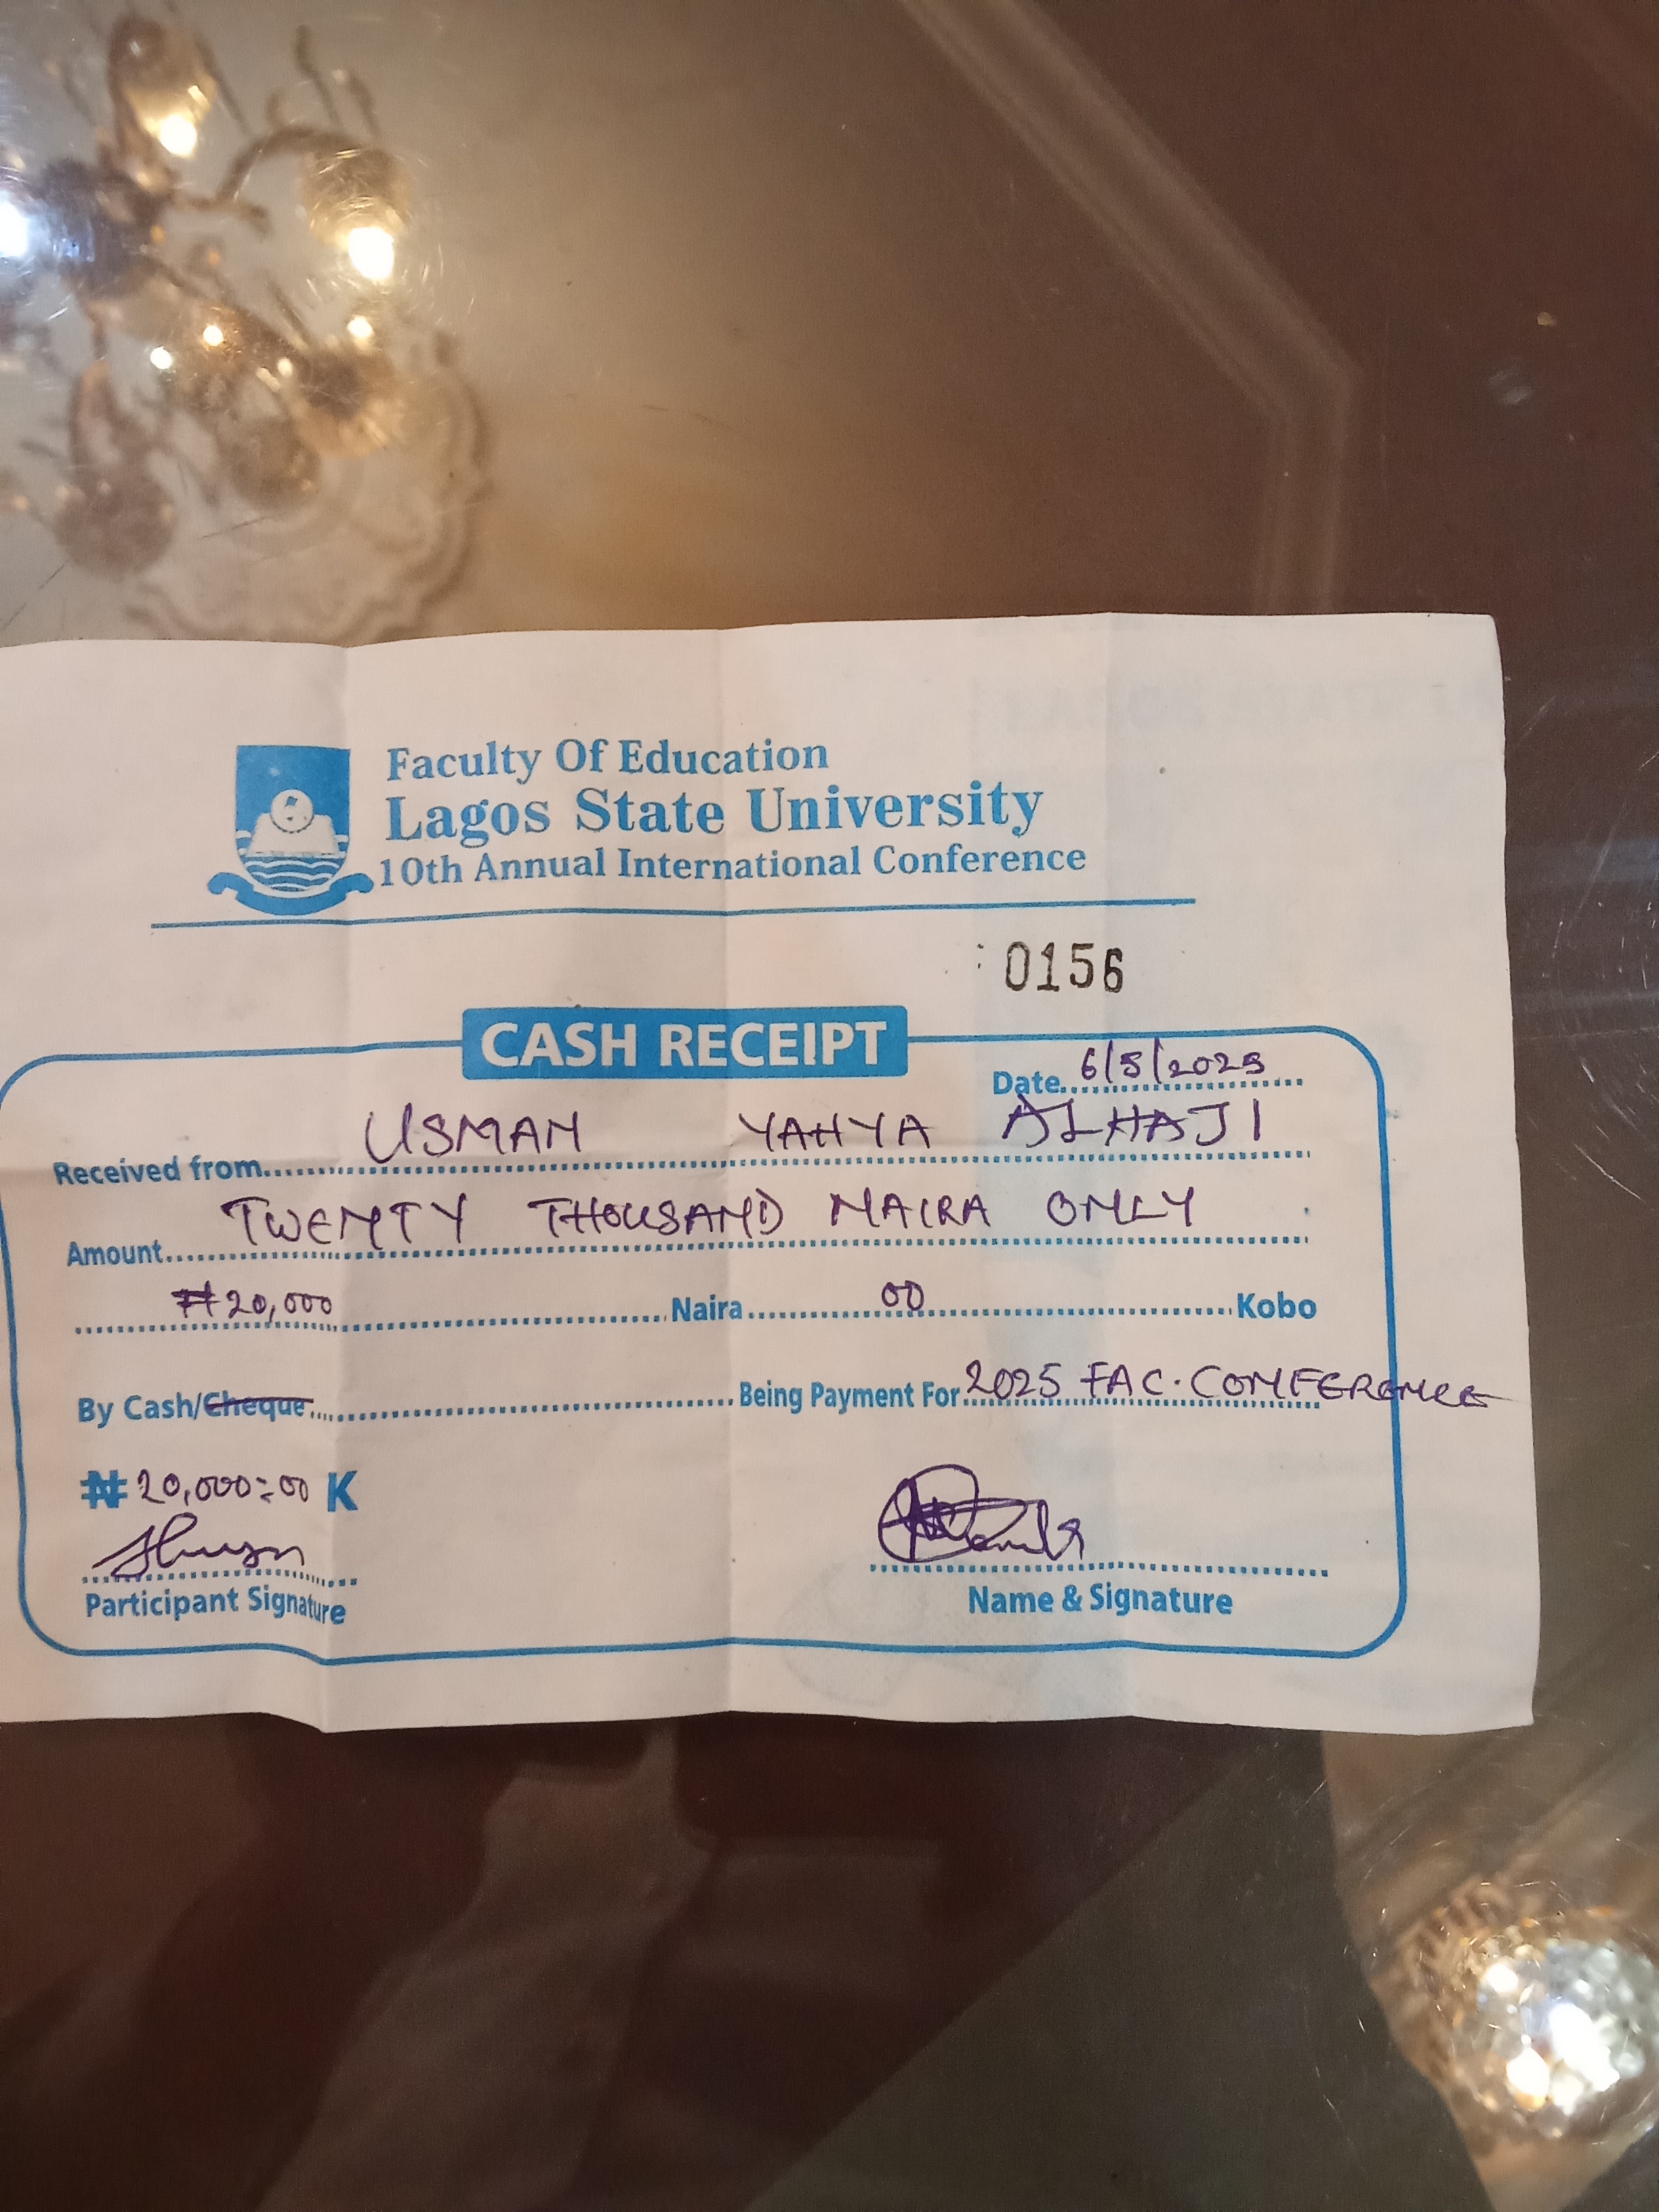 Faculty Of Education
Lagos State University
10th Annual International Conference
0156
CASH RECEIPT
Date 6/5/2025
Received from USMAN YAHYA ALHAJI
Amount TWENTY THOUSAND NAIRA ONLY
₦20,000 Naira 00 Kobo
By Cash/Cheque Being Payment For 2025 FAC. CONFERENCE
₦ 20,000=00 K
Participant Signature
Name & Signature